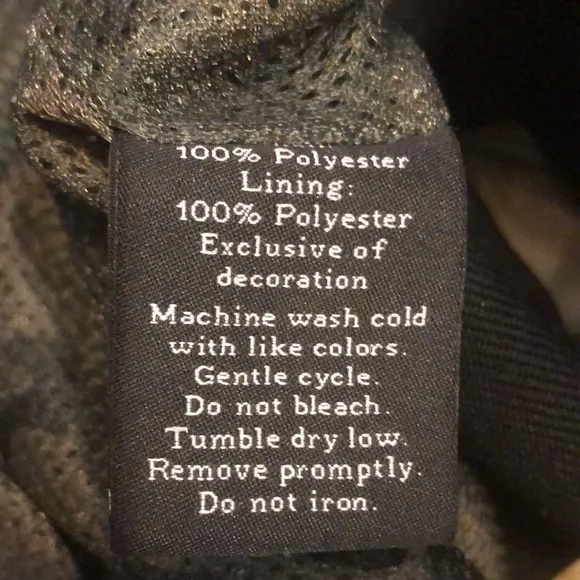 100% Polyester
Lining:
100% Polyester
Exclusive of
decoration
Machine wash cold
with like colors.
Gentle cycle.
Do not bleach.
Tumble dry low.
Remove promptly.
Do not iron.